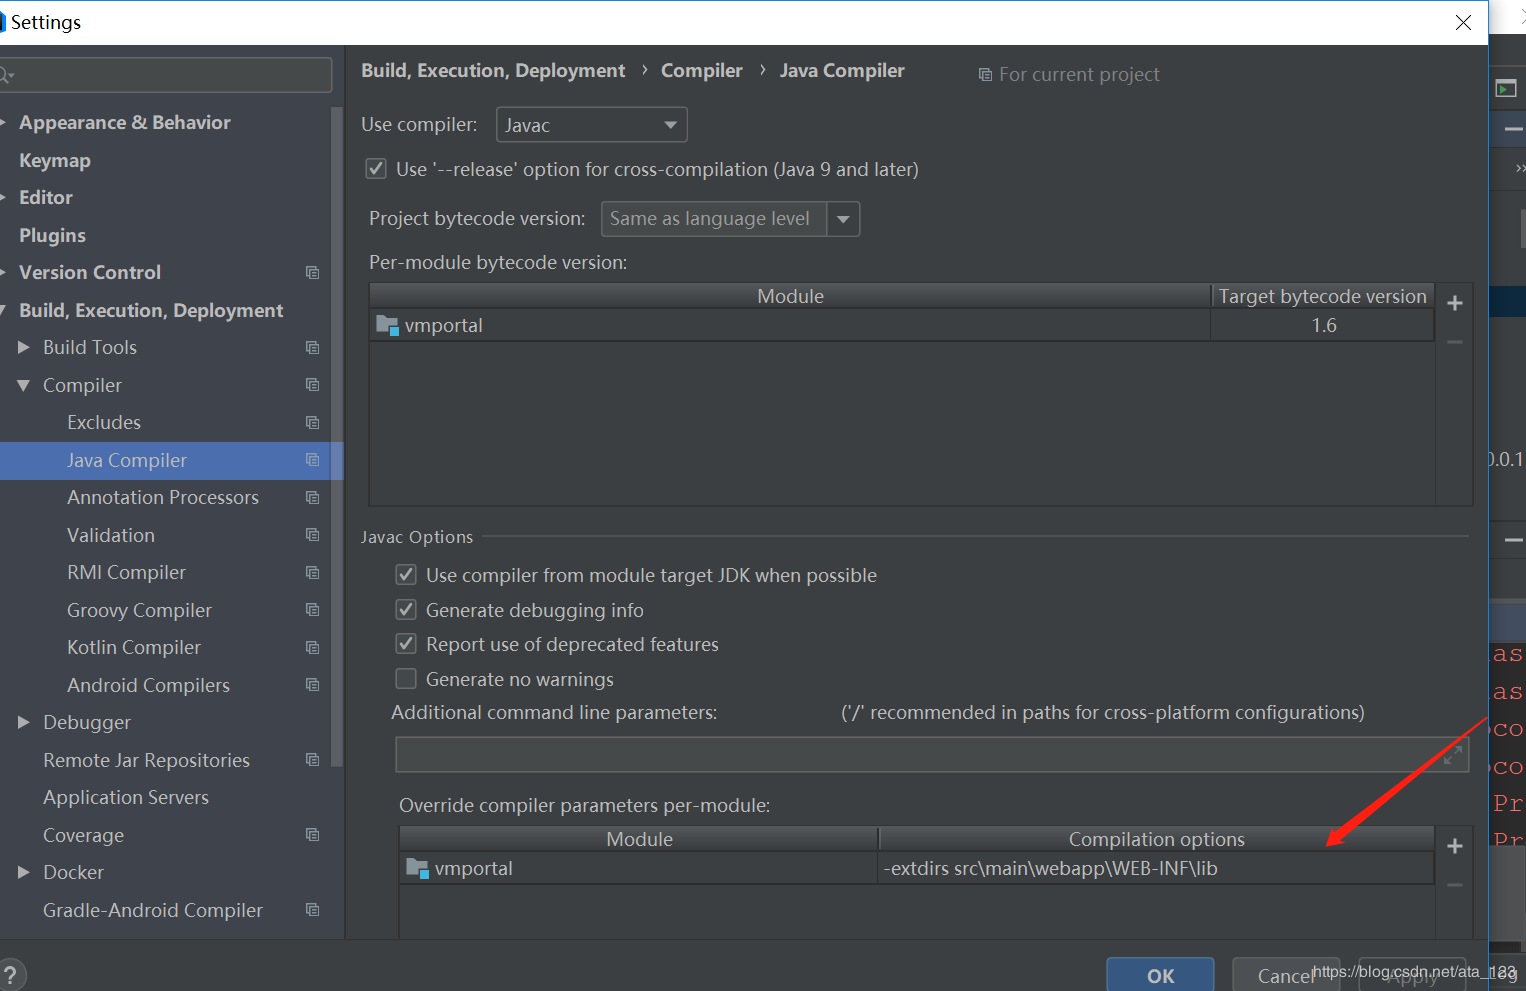 Settings
Build, Execution, Deployment › Compiler › Java Compiler
For current project
Appearance & Behavior
Keymap
Editor
Plugins
Version Control
Build, Execution, Deployment
Build Tools
Compiler
Excludes
Java Compiler
Annotation Processors
Validation
RMI Compiler
Groovy Compiler
Kotlin Compiler
Android Compilers
Debugger
Remote Jar Repositories
Application Servers
Coverage
Docker
Gradle-Android Compiler
?
Use compiler: Javac
Use '--release' option for cross-compilation (Java 9 and later)
Project bytecode version: Same as language level
Per-module bytecode version:
Module Target bytecode version
vmportal 1.6
Javac Options
Use compiler from module target JDK when possible
Generate debugging info
Report use of deprecated features
Generate no warnings
Additional command line parameters: ('/' recommended in paths for cross-platform configurations)
Override compiler parameters per-module:
Module Compilation options
vmportal -extdirs src\main\webapp\WEB-INF\lib
OK Cancel Apply
https://blog.csdn.net/ata_123
0.0.1
as
as
co
co
Pr
Pr